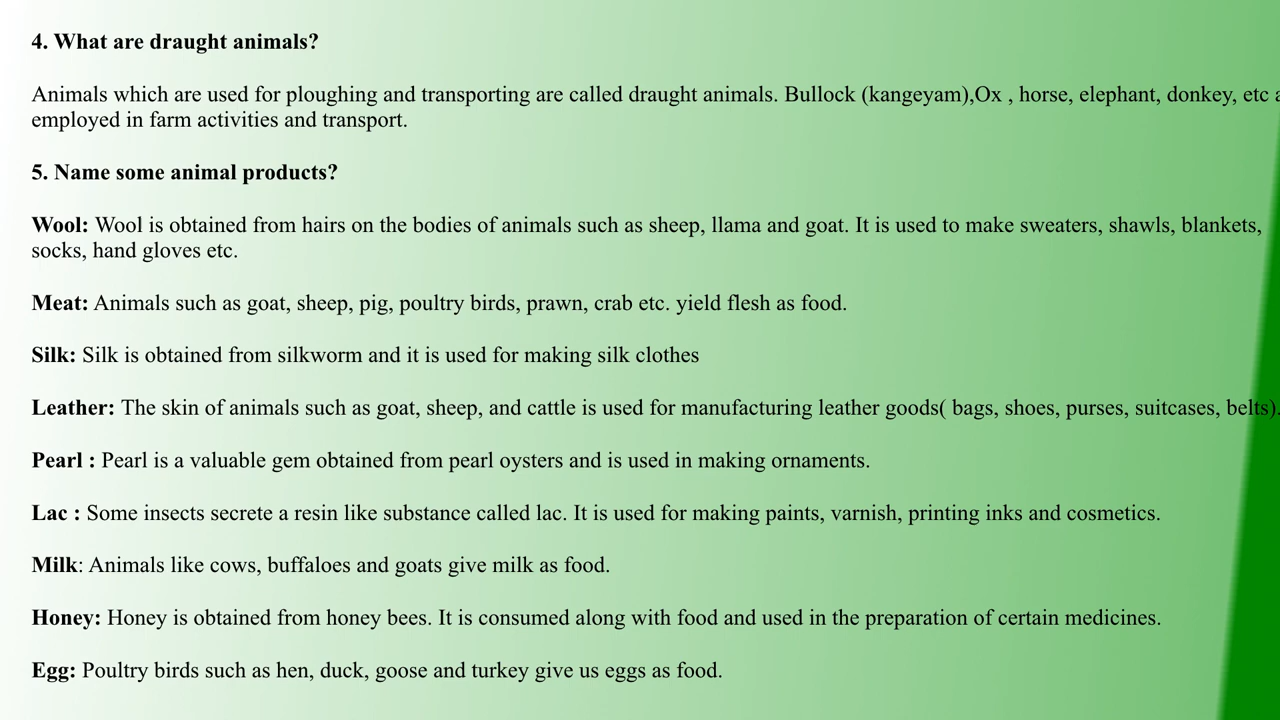 4. What are draught animals?
Animals which are used for ploughing and transporting are called draught animals. Bullock (kangeyam),Ox , horse, elephant, donkey, etc
employed in farm activities and transport.
5. Name some animal products?
Wool: Wool is obtained from hairs on the bodies of animals such as sheep, llama and goat. It is used to make sweaters, shawls, blankets,
socks, hand gloves etc.
Meat: Animals such as goat, sheep, pig, poultry birds, prawn, crab etc. yield flesh as food.
Silk: Silk is obtained from silkworm and it is used for making silk clothes
Leather: The skin of animals such as goat, sheep, and cattle is used for manufacturing leather goods( bags, shoes, purses, suitcases, belts).
Pearl : Pearl is a valuable gem obtained from pearl oysters and is used in making ornaments.
Lac : Some insects secrete a resin like substance called lac. It is used for making paints, varnish, printing inks and cosmetics.
Milk: Animals like cows, buffaloes and goats give milk as food.
Honey: Honey is obtained from honey bees. It is consumed along with food and used in the preparation of certain medicines.
Egg: Poultry birds such as hen, duck, goose and turkey give us eggs as food.